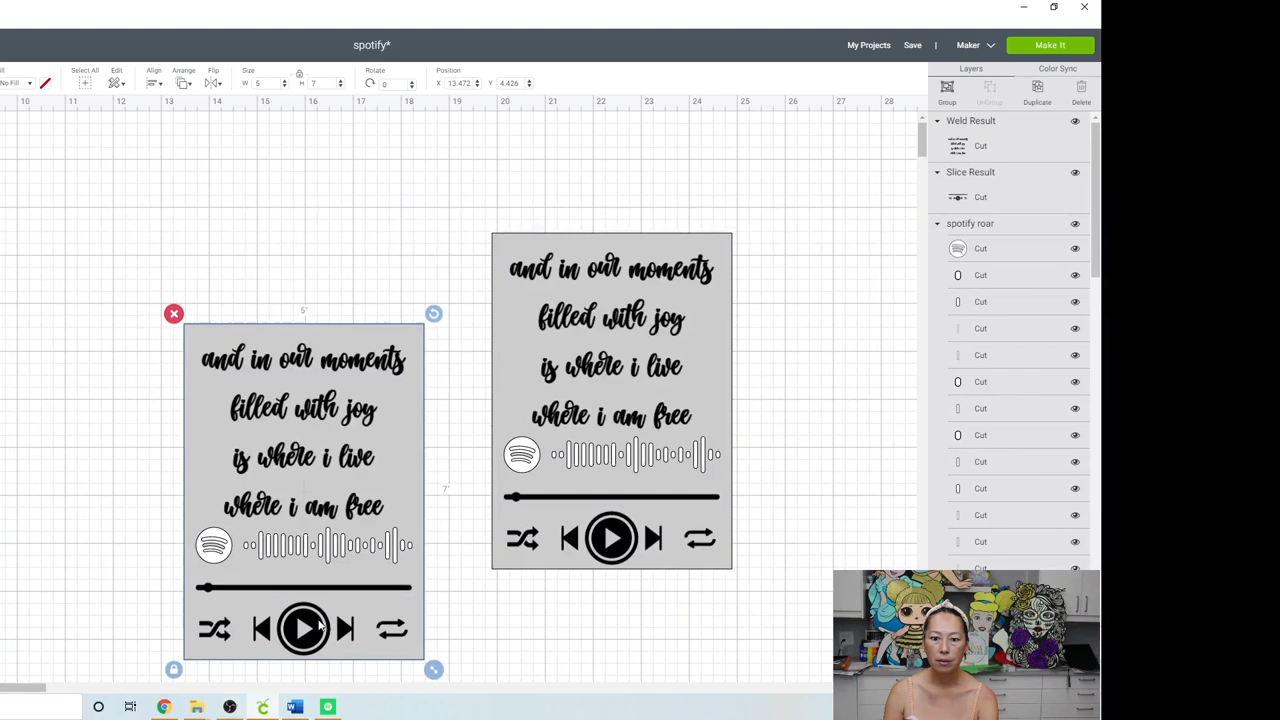 spotify*
My Projects
Save
|
Maker
Make It
No Fill
Select All
Edit
Align
Arrange
Flip
Size
W 5
H 7
Rotate
0
Position
X 13.472
Y 4.426
Layers
Color Sync
Group
UnGroup
Duplicate
Delete
10 11 12 13 14 15 16 17 18 19 20 21 22 23 24 25 26 27 28
Weld Result
Cut
Slice Result
Cut
spotify roar
Cut
Cut
Cut
Cut
Cut
Cut
Cut
Cut
Cut
Cut
Cut
Cut
Cut
5"
7"
and in our moments
filled with joy
is where i live
where i am free
and in our moments
filled with joy
is where i live
where i am free